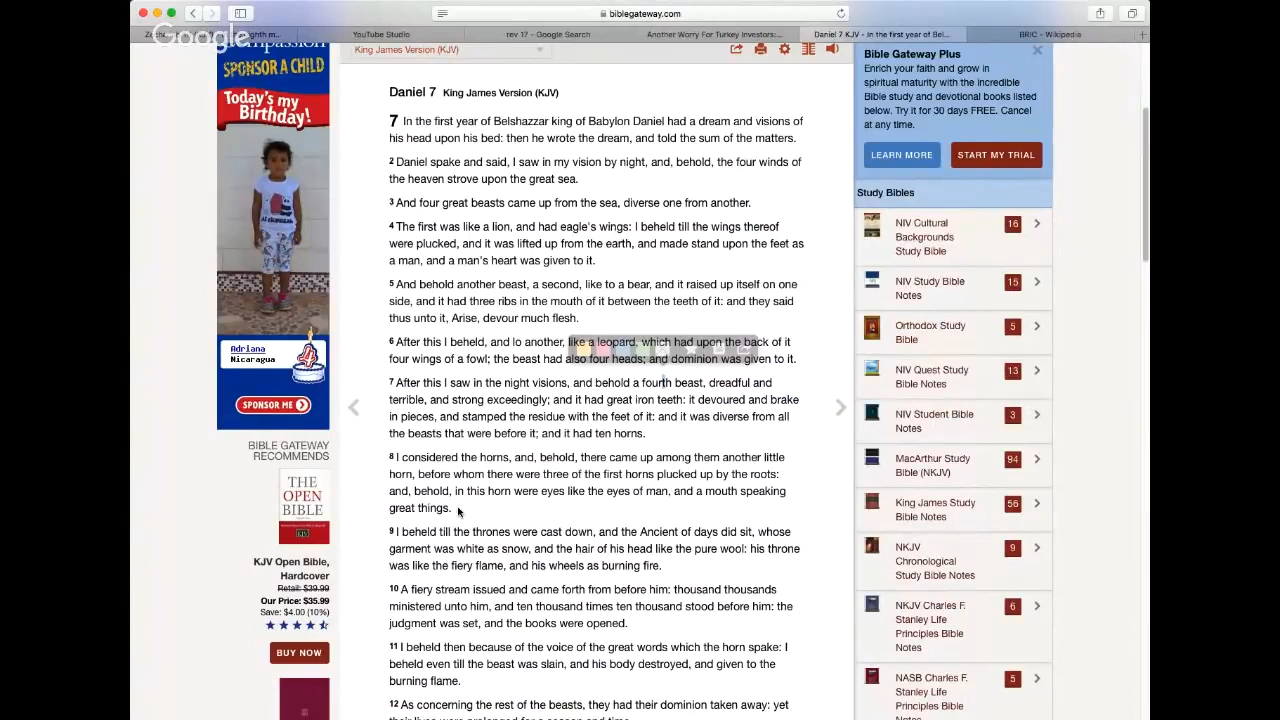 biblegateway.com
YouTube Studio
rev 17 - Google Search
Another Worry For Turkey Investors:...
Daniel 7 KJV - In the first year of Bel...
BRIC - Wikipedia
Google
SPONSOR A CHILD
Today's my
Birthday!
Adriana
Nicaragua
4
SPONSOR ME
BIBLE GATEWAY
RECOMMENDS
THE
OPEN
BIBLE
KJV
KJV Open Bible,
Hardcover
Retail: $39.99
Our Price: $35.99
Save: $4.00 (10%)
BUY NOW
King James Version (KJV)
Daniel 7 King James Version (KJV)
7 In the first year of Belshazzar king of Babylon Daniel had a dream and visions of
his head upon his bed: then he wrote the dream, and told the sum of the matters.
2 Daniel spake and said, I saw in my vision by night, and, behold, the four winds of
the heaven strove upon the great sea.
3 And four great beasts came up from the sea, diverse one from another.
4 The first was like a lion, and had eagle's wings: I beheld till the wings thereof
were plucked, and it was lifted up from the earth, and made stand upon the feet as
a man, and a man's heart was given to it.
5 And behold another beast, a second, like to a bear, and it raised up itself on one
side, and it had three ribs in the mouth of it between the teeth of it: and they said
thus unto it, Arise, devour much flesh.
6 After this I beheld, and lo another, like a leopard, which had upon the back of it
four wings of a fowl; the beast had also four heads; and dominion was given to it.
7 After this I saw in the night visions, and behold a fourth beast, dreadful and
terrible, and strong exceedingly; and it had great iron teeth: it devoured and brake
in pieces, and stamped the residue with the feet of it: and it was diverse from all
the beasts that were before it; and it had ten horns.
8 I considered the horns, and, behold, there came up among them another little
horn, before whom there were three of the first horns plucked up by the roots:
and, behold, in this horn were eyes like the eyes of man, and a mouth speaking
great things.
9 I beheld till the thrones were cast down, and the Ancient of days did sit, whose
garment was white as snow, and the hair of his head like the pure wool: his throne
was like the fiery flame, and his wheels as burning fire.
10 A fiery stream issued and came forth from before him: thousand thousands
ministered unto him, and ten thousand times ten thousand stood before him: the
judgment was set, and the books were opened.
11 I beheld then because of the voice of the great words which the horn spake: I
beheld even till the beast was slain, and his body destroyed, and given to the
burning flame.
12 As concerning the rest of the beasts, they had their dominion taken away: yet
their lives were prolonged for a season and time.
Bible Gateway Plus
Enrich your faith and grow in
spiritual maturity with the incredible
Bible study and devotional books listed
below. Try it for 30 days FREE. Cancel
at any time.
LEARN MORE
START MY TRIAL
Study Bibles
NIV Cultural 16
Backgrounds
Study Bible
NIV Study Bible 15
Notes
Orthodox Study 5
Bible
NIV Quest Study 13
Bible Notes
NIV Student Bible 3
Notes
MacArthur Study 94
Bible (NKJV)
King James Study 56
Bible Notes
NKJV 9
Chronological
Study Bible Notes
NKJV Charles F. 6
Stanley Life
Principles Bible
Notes
NASB Charles F. 5
Stanley Life
Principles Bible
Notes